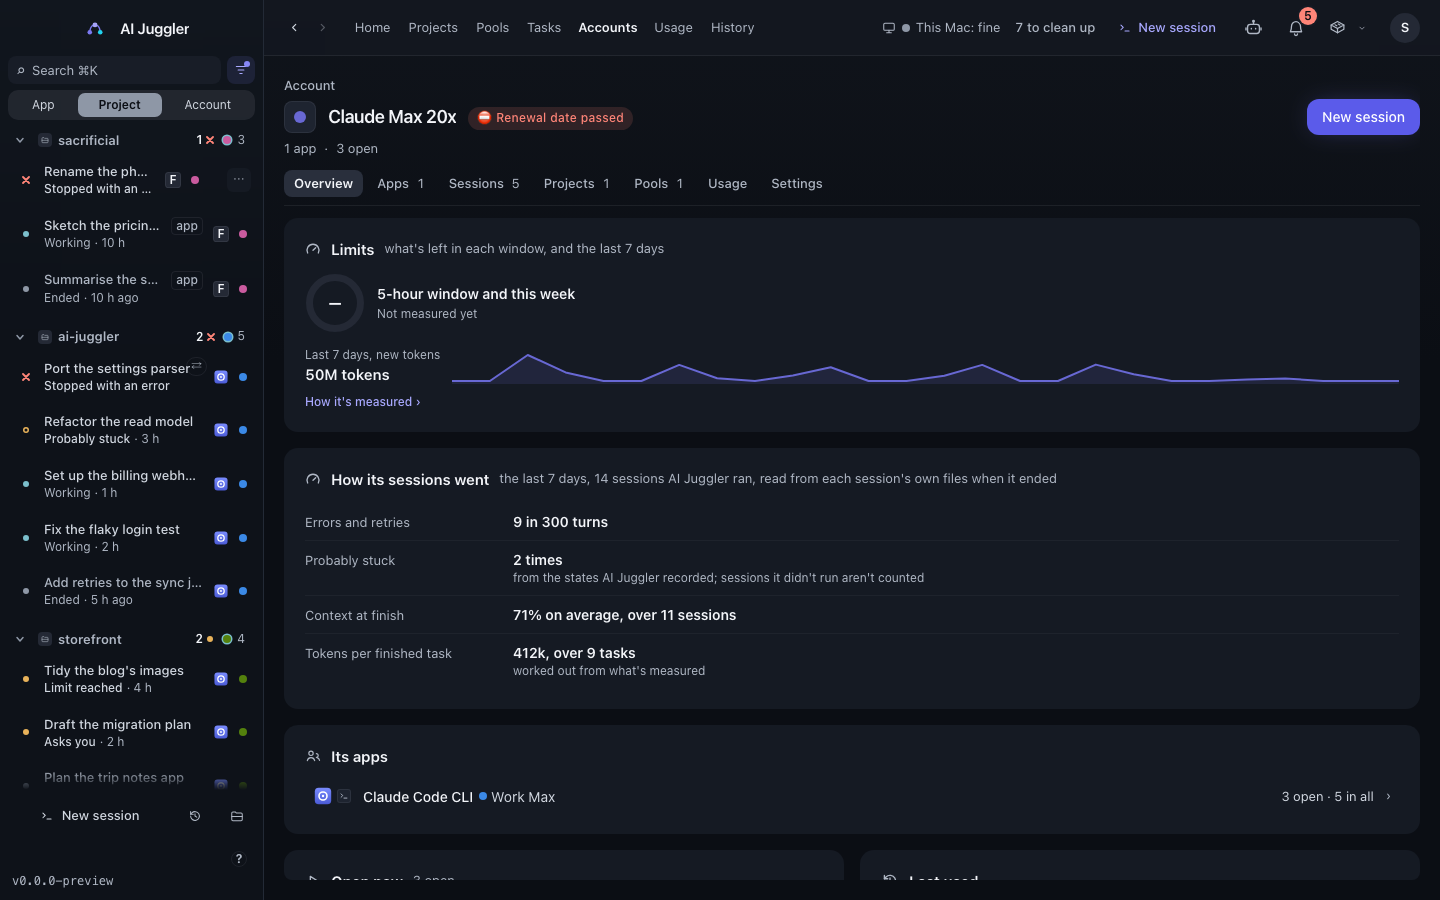 AI Juggler
Home Projects Pools Tasks Accounts Usage History
This Mac: fine 7 to clean up New session 5 S
Search ⌘K
App Project Account
sacrificial 1 3
Rename the ph...
Stopped with an ...
F
Sketch the pricin... app
Working · 10 h
F
Summarise the s... app
Ended · 10 h ago
F
ai-juggler 2 5
Port the settings parser
Stopped with an error
Refactor the read model
Probably stuck · 3 h
Set up the billing webh...
Working · 1 h
Fix the flaky login test
Working · 2 h
Add retries to the sync j...
Ended · 5 h ago
storefront 2 4
Tidy the blog's images
Limit reached · 4 h
Draft the migration plan
Asks you · 2 h
Plan the trip notes app
New session
?
v0.0.0-preview
Account
Claude Max 20x Renewal date passed
New session
1 app · 3 open
Overview Apps 1 Sessions 5 Projects 1 Pools 1 Usage Settings
Limits what's left in each window, and the last 7 days
–
5-hour window and this week
Not measured yet
Last 7 days, new tokens
50M tokens
How it's measured ›
How its sessions went the last 7 days, 14 sessions AI Juggler ran, read from each session's own files when it ended
Errors and retries 9 in 300 turns
Probably stuck 2 times
from the states AI Juggler recorded; sessions it didn't run aren't counted
Context at finish 71% on average, over 11 sessions
Tokens per finished task 412k, over 9 tasks
worked out from what's measured
Its apps
Claude Code CLI Work Max 3 open · 5 in all ›
Open now 3 open
Last used